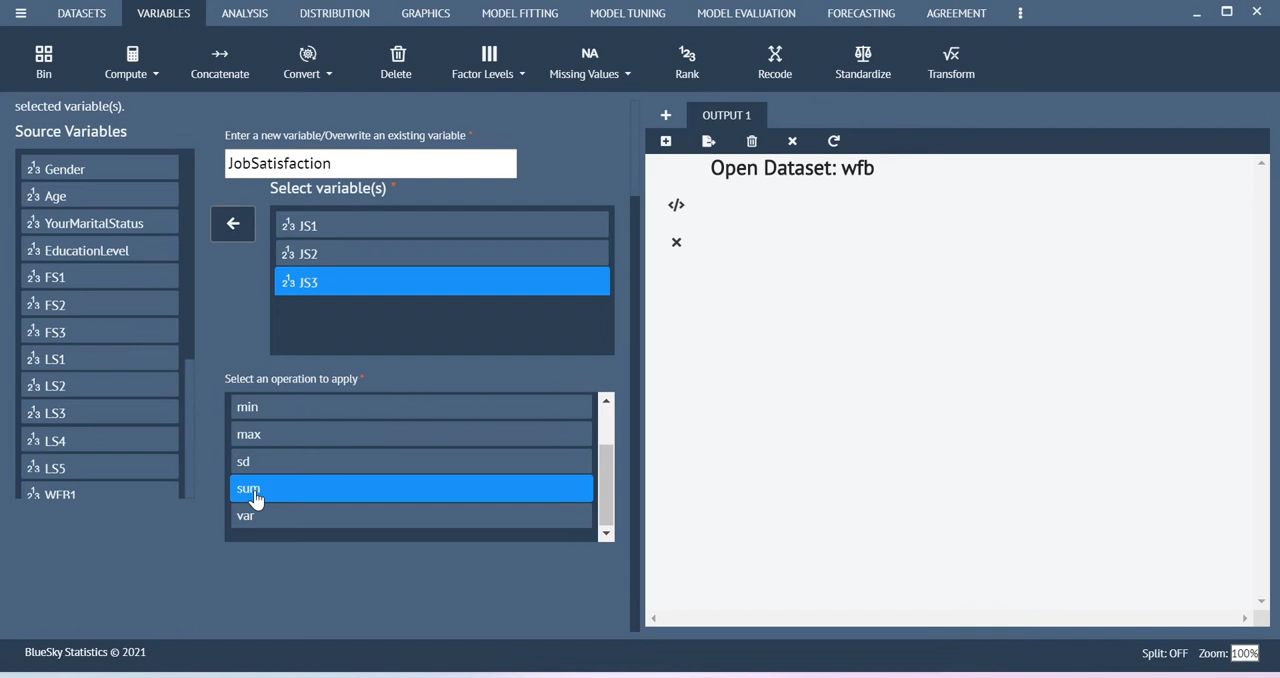 DATASETS VARIABLES ANALYSIS DISTRIBUTION GRAPHICS MODEL FITTING MODEL TUNING MODEL EVALUATION FORECASTING AGREEMENT
Bin Compute Concatenate Convert Delete Factor Levels NA Missing Values Rank Recode Standardize Transform
selected variable(s).
Source Variables
Gender
Age
YourMaritalStatus
EducationLevel
FS1
FS2
FS3
LS1
LS2
LS3
LS4
LS5
WFB1
Enter a new variable/Overwrite an existing variable *
JobSatisfaction
Select variable(s) *
JS1
JS2
JS3
Select an operation to apply *
min
max
sd
sum
var
OUTPUT 1
Open Dataset: wfb
BlueSky Statistics © 2021
Split: OFF Zoom: 100%